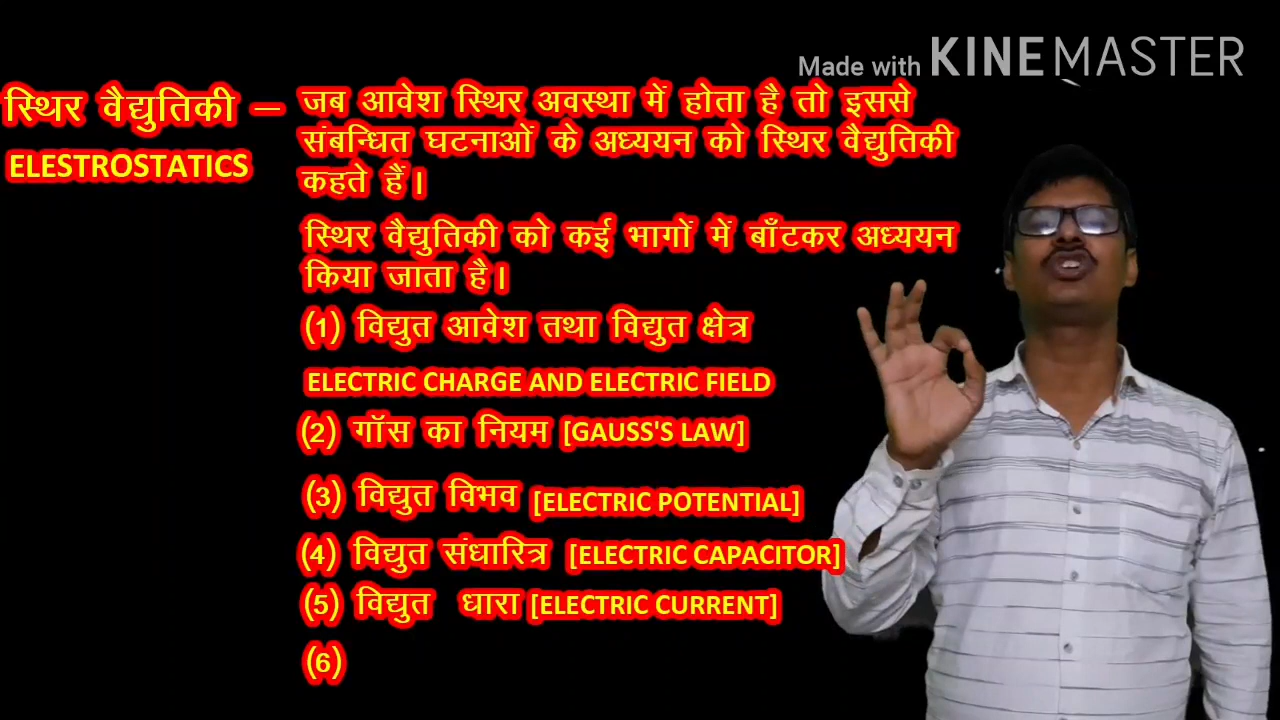 Made with KINEMASTER
स्थिर वैद्युतिकी – जब आवेश स्थिर अवस्था में होता है तो इससे
संबन्धित घटनाओं के अध्ययन को स्थिर वैद्युतिकी
ELESTROSTATICS
कहते हैं।
स्थिर वैद्युतिकी को कई भागों में बाँटकर अध्ययन
किया जाता है।
(1) विद्युत आवेश तथा विद्युत क्षेत्र
ELECTRIC CHARGE AND ELECTRIC FIELD
(2) गॉस का नियम [GAUSS'S LAW]
(3) विद्युत विभव [ELECTRIC POTENTIAL]
(4) विद्युत संधारित्र [ELECTRIC CAPACITOR]
(5) विद्युत धारा [ELECTRIC CURRENT]
(6)